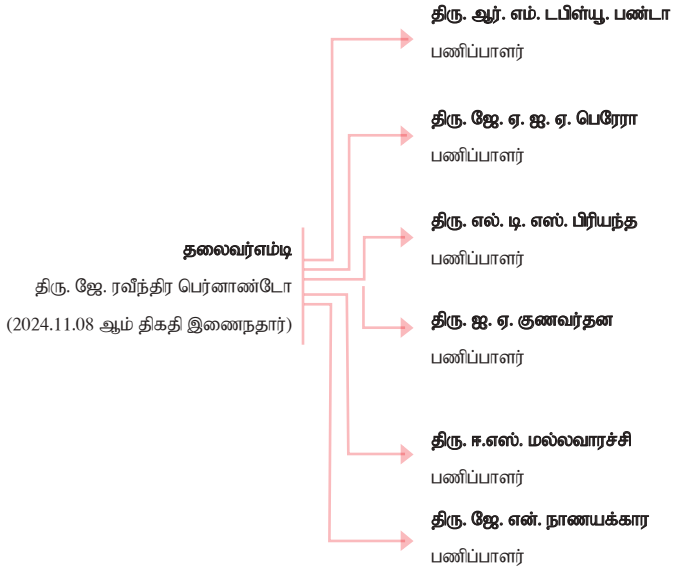 திரு. ஆர். எம். டபிள்யூ. பண்டா
பணிப்பாளர்
திரு. ஜே. ஏ. ஐ. ஏ. பெரேரா
பணிப்பாளர்
திரு. எல். டி. எஸ். பிரியந்த
பணிப்பாளர்
தலைவர்எம்டி
திரு. ஜே. ரவீந்திர பெர்னாண்டோ
(2024.11.08 ஆம் திகதி இணைநதார்)
திரு. ஐ. ஏ. குணவர்தன
பணிப்பாளர்
திரு. ஈ.எஸ். மல்லவாரச்சி
பணிப்பாளர்
திரு. ஜே. என். நாணயக்கார
பணிப்பாளர்